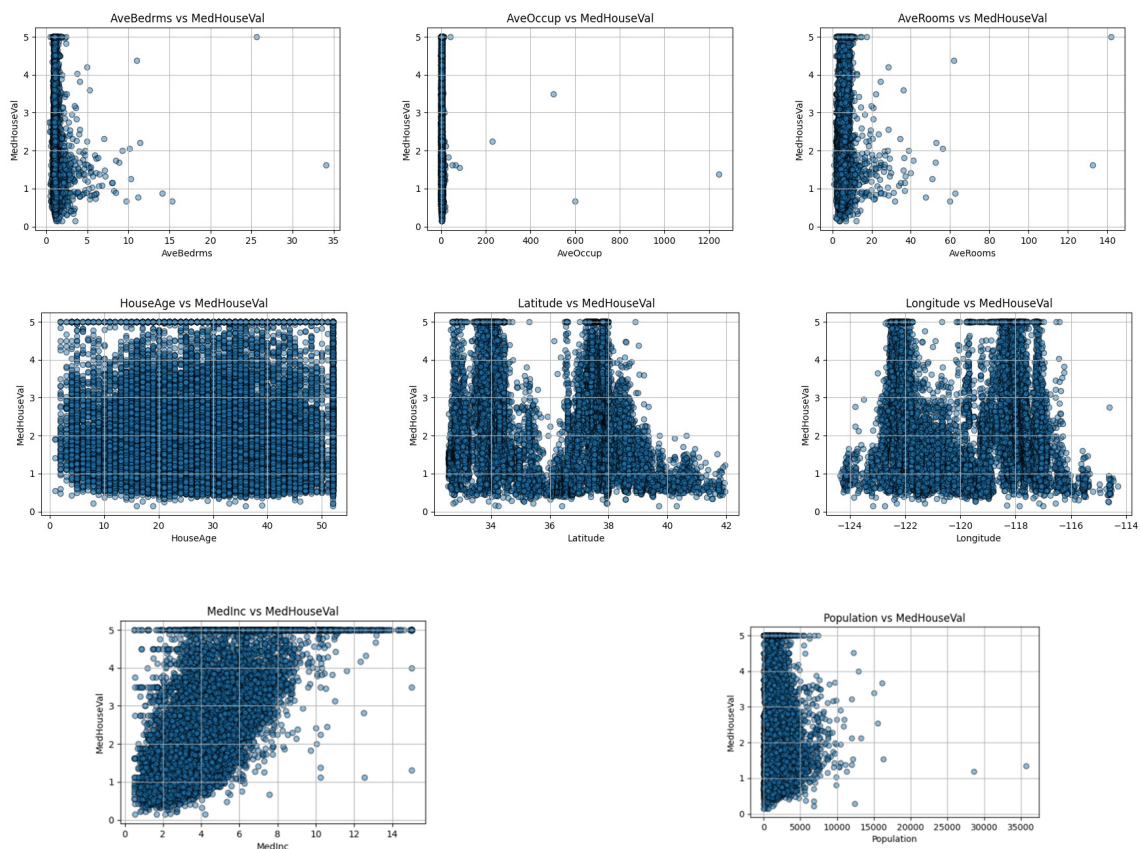 AveBedrms vs MedHouseVal
MedHouseVal
5
4
3
2
1
0
0 5 10 15 20 25 30 35
AveBedrms
AveOccup vs MedHouseVal
MedHouseVal
5
4
3
2
1
0
0 200 400 600 800 1000 1200
AveOccup
AveRooms vs MedHouseVal
MedHouseVal
5
4
3
2
1
0
0 20 40 60 80 100 120 140
AveRooms
HouseAge vs MedHouseVal
MedHouseVal
5
4
3
2
1
0
0 10 20 30 40 50
HouseAge
Latitude vs MedHouseVal
MedHouseVal
5
4
3
2
1
0
34 36 38 40 42
Latitude
Longitude vs MedHouseVal
MedHouseVal
5
4
3
2
1
0
−124 −122 −120 −118 −116 −114
Longitude
MedInc vs MedHouseVal
MedHouseVal
5
4
3
2
1
0
0 2 4 6 8 10 12 14
MedInc
Population vs MedHouseVal
MedHouseVal
5
4
3
2
1
0
0 5000 10000 15000 20000 25000 30000 35000
Population